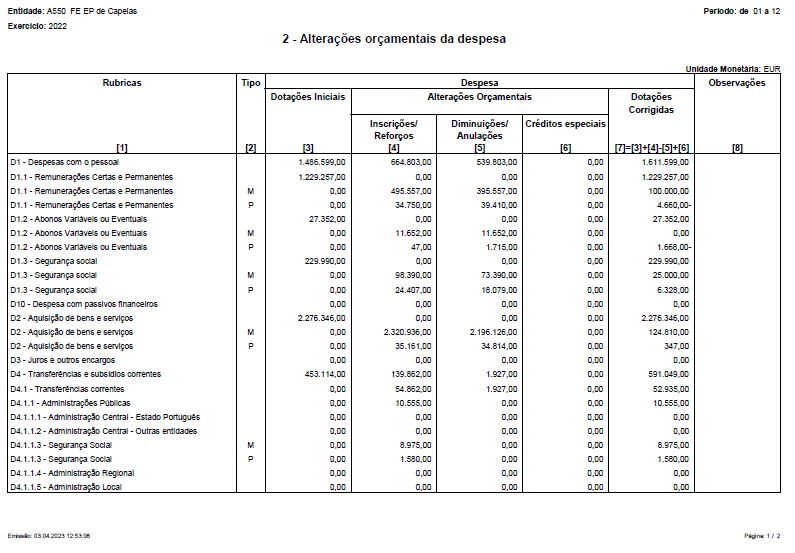 Entidade: A550 FE EP de Capelas
Periodo: de 01 a 12
Exercício: 2022
2 - Alterações orçamentais da despesa
Unidade Monetária: EUR
Rubricas Tipo Despesa Observações
Dotações Iniciais Alterações Orçamentais Dotações Corrigidas
Inscrições/ Reforços Diminuições/ Anulações Créditos especiais
[1] [2] [3] [4] [5] [6] [7]=[3]+[4]-[5]+[6] [8]
D1 - Despesas com o pessoal 1.486.599,00 664.803,00 539.803,00 0,00 1.611.599,00
D1.1 - Remunerações Certas e Permanentes 1.229.257,00 0,00 0,00 0,00 1.229.257,00
D1.1 - Remunerações Certas e Permanentes M 0,00 495.557,00 395.557,00 0,00 100.000,00
D1.1 - Remunerações Certas e Permanentes P 0,00 34.750,00 39.410,00 0,00 4.660,00-
D1.2 - Abonos Variáveis ou Eventuais 27.352,00 0,00 0,00 0,00 27.352,00
D1.2 - Abonos Variáveis ou Eventuais M 0,00 11.652,00 11.652,00 0,00 0,00
D1.2 - Abonos Variáveis ou Eventuais P 0,00 47,00 1.715,00 0,00 1.668,00-
D1.3 - Segurança social 229.990,00 0,00 0,00 0,00 229.990,00
D1.3 - Segurança social M 0,00 98.390,00 73.390,00 0,00 25.000,00
D1.3 - Segurança social P 0,00 24.407,00 18.079,00 0,00 6.328,00
D10 - Despesa com passivos financeiros 0,00 0,00 0,00 0,00 0,00
D2 - Aquisição de bens e serviços 2.276.346,00 0,00 0,00 0,00 2.276.346,00
D2 - Aquisição de bens e serviços M 0,00 2.320.936,00 2.196.126,00 0,00 124.810,00
D2 - Aquisição de bens e serviços P 0,00 35.161,00 34.814,00 0,00 347,00
D3 - Juros e outros encargos 0,00 0,00 0,00 0,00 0,00
D4 - Transferências e subsídios correntes 453.114,00 139.862,00 1.927,00 0,00 591.049,00
D4.1 - Transferências correntes 0,00 54.862,00 1.927,00 0,00 52.935,00
D4.1.1 - Administrações Públicas 0,00 10.555,00 0,00 0,00 10.555,00
D4.1.1.1 - Administração Central - Estado Português 0,00 0,00 0,00 0,00 0,00
D4.1.1.2 - Administração Central - Outras entidades 0,00 0,00 0,00 0,00 0,00
D4.1.1.3 - Segurança Social M 0,00 8.975,00 0,00 0,00 8.975,00
D4.1.1.3 - Segurança Social P 0,00 1.580,00 0,00 0,00 1.580,00
D4.1.1.4 - Administração Regional 0,00 0,00 0,00 0,00 0,00
D4.1.1.5 - Administração Local 0,00 0,00 0,00 0,00 0,00
Emissão: 03.04.2023 12:53:06
Página: 1 / 2